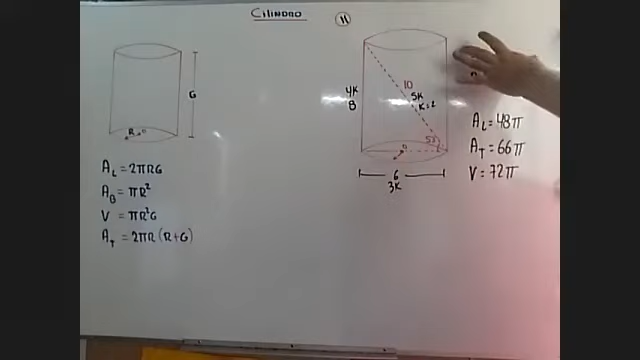 Cilindro
11
G
R
A_L = 2πRG
A_B = πR²
V = πR²G
A_T = 2πR(R+G)
4K
8
10
5K
K=2
53
6
3K
A_L = 48π
A_T = 66π
V = 72π